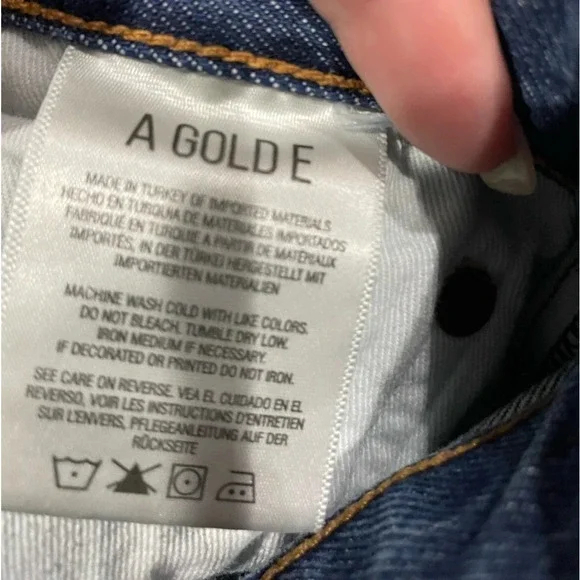 A GOLD E
MADE IN TURKEY OF IMPORTED MATERIALS
HECHO EN TURQUIA DE MATERIALES IMPORTADOS
FABRIQUE EN TURQUIE A PARTIR DE MATÉRIAUX
IMPORTÉS, IN DER TURKEI HERGESTELLT MIT
IMPORTIERTEN MATERIALIEN
MACHINE WASH COLD WITH LIKE COLORS.
DO NOT BLEACH. TUMBLE DRY LOW.
IRON MEDIUM IF NECESSARY.
IF DECORATED OR PRINTED DO NOT IRON.
SEE CARE ON REVERSE. VEA EL CUIDADO EN EL
REVERSO, VOIR LES INSTRUCTIONS D'ENTRETIEN
SUR L'ENVERS, PFLEGEANLEITUNG AUF DER
RÜCKSEITE